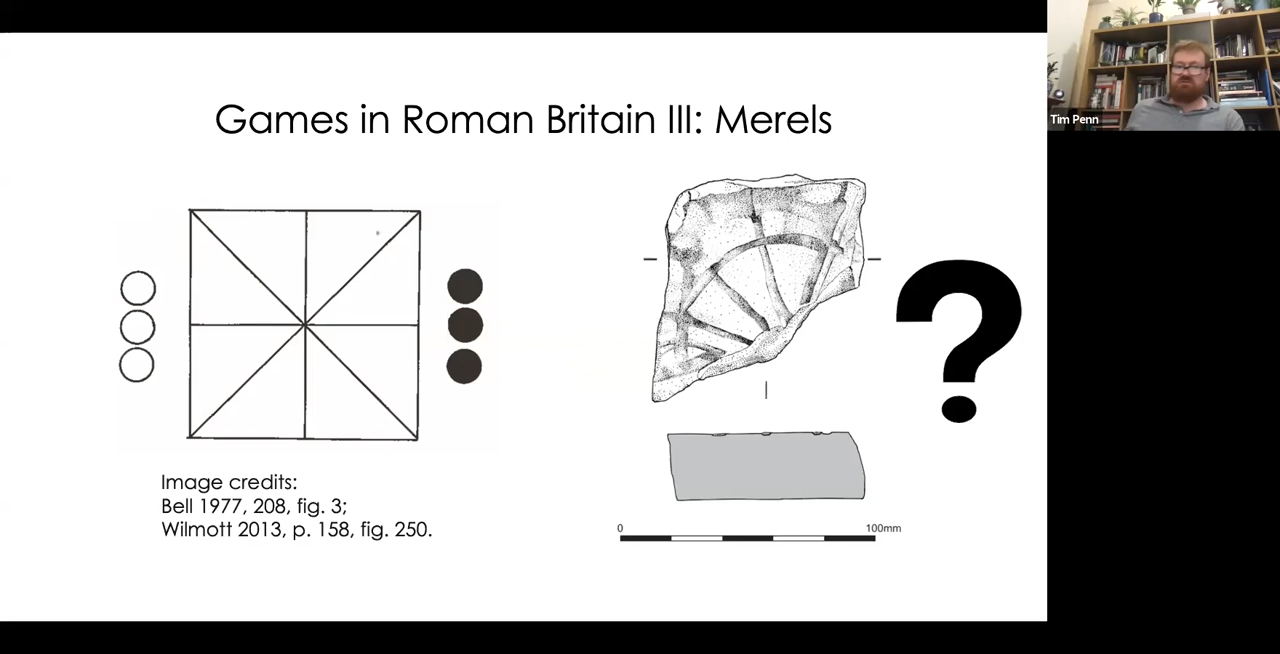 Games in Roman Britain III: Merels
Tim Penn
?
Image credits:
Bell 1977, 208, fig. 3;
Wilmott 2013, p. 158, fig. 250.
0 100mm